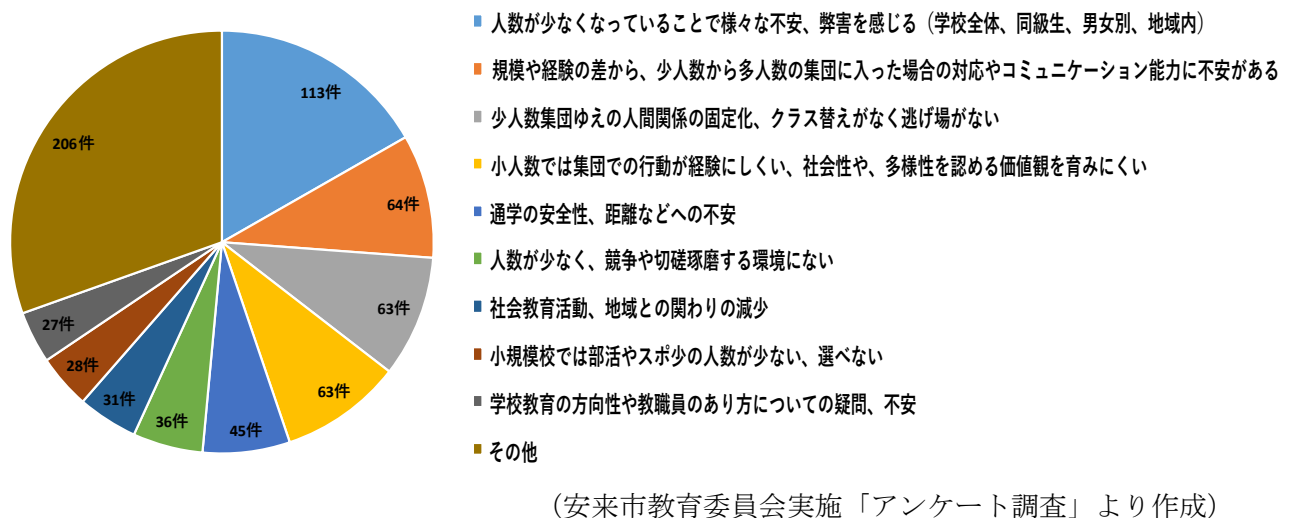 人数が少なくなっていることで様々な不安、弊害を感じる（学校全体、同級生、男女別、地域内）
規模や経験の差から、少人数から多人数の集団に入った場合の対応やコミュニケーション能力に不安がある
少人数集団ゆえの人間関係の固定化、クラス替えがなく逃げ場がない
小人数では集団での行動が経験にしくい、社会性や、多様性を認める価値観を育みにくい
通学の安全性、距離などへの不安
人数が少なく、競争や切磋琢磨する環境にない
社会教育活動、地域との関わりの減少
小規模校では部活やスポ少の人数が少ない、選べない
学校教育の方向性や教職員のあり方についての疑問、不安
その他
113件
64件
63件
63件
45件
36件
31件
28件
27件
206件
（安来市教育委員会実施「アンケート調査」より作成）